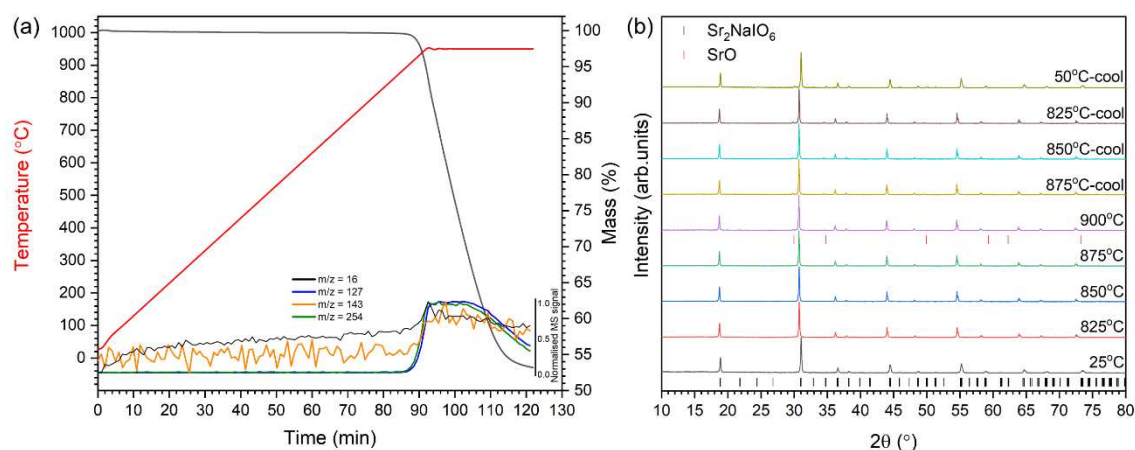 (a)
Temperature (°C)
1000
900
800
700
600
500
400
300
200
100
0
m/z = 16
m/z = 127
m/z = 143
m/z = 254
1.0
0.5
0.0
Normalised MS signal
100
95
90
85
80
75
70
65
60
55
50
Mass (%)
0 10 20 30 40 50 60 70 80 90 100 110 120 130
Time (min)
(b)
Intensity (arb.units)
Sr₂NaIO₆
SrO
50°C-cool
825°C-cool
850°C-cool
875°C-cool
900°C
875°C
850°C
825°C
25°C
10 15 20 25 30 35 40 45 50 55 60 65 70 75 80
2θ (°)